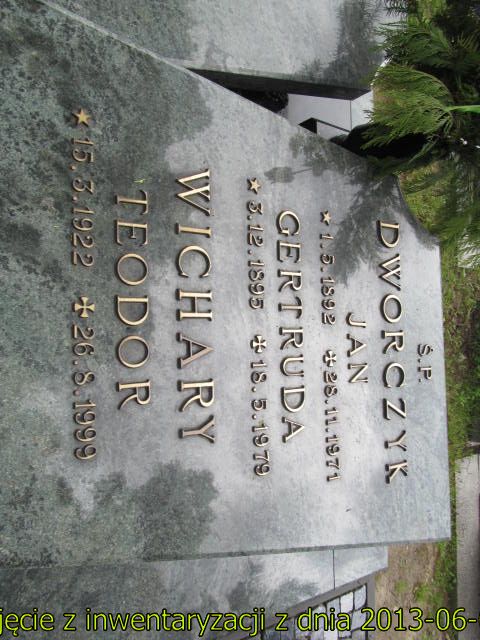 Ś.P.
DWORCZYK
JAN
★ 1.5.1892 ✠ 28.11.1971
GERTRUDA
★ 3.12.1895 ✠ 18.5.1979
WICHARY
TEODOR
★ 15.3.1922 ✠ 26.8.1999
jęcie z inwentaryzacji z dnia 2013-06-